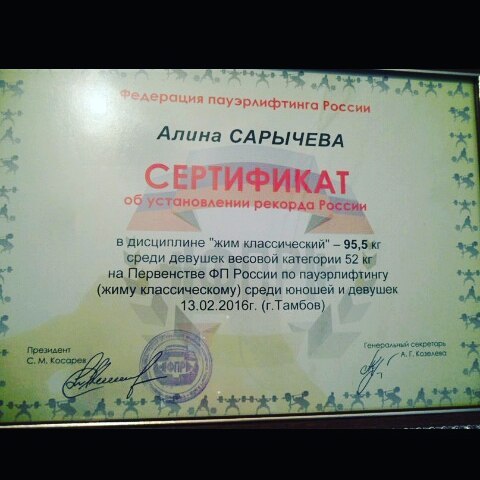 Федерация пауэрлифтинга России
Алина САРЫЧЕВА
СЕРТИФИКАТ
об установлении рекорда России
в дисциплине "жим классический" – 95,5 кг
среди девушек весовой категории 52 кг
на Первенстве ФП России по пауэрлифтингу
(жиму классическому) среди юношей и девушек
13.02.2016г. (г.Тамбов)
Президент
С. М. Косарев
ФПР
Генеральный секретарь
А. Г. Козелева